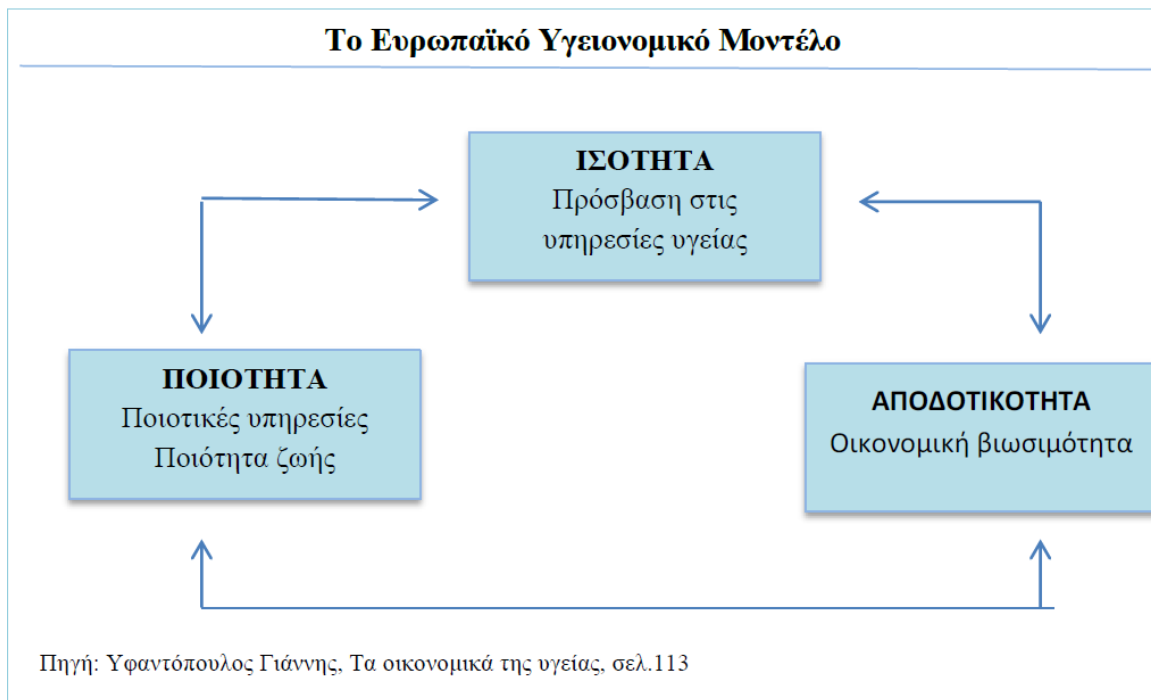 Το Ευρωπαϊκό Υγειονομικό Μοντέλο
ΙΣΟΤΗΤΑ
Πρόσβαση στις
υπηρεσίες υγείας
ΠΟΙΟΤΗΤΑ
Ποιοτικές υπηρεσίες
Ποιότητα ζωής
ΑΠΟΔΟΤΙΚΟΤΗΤΑ
Οικονομική βιωσιμότητα
Πηγή: Υφαντόπουλος Γιάννης, Τα οικονομικά της υγείας, σελ.113